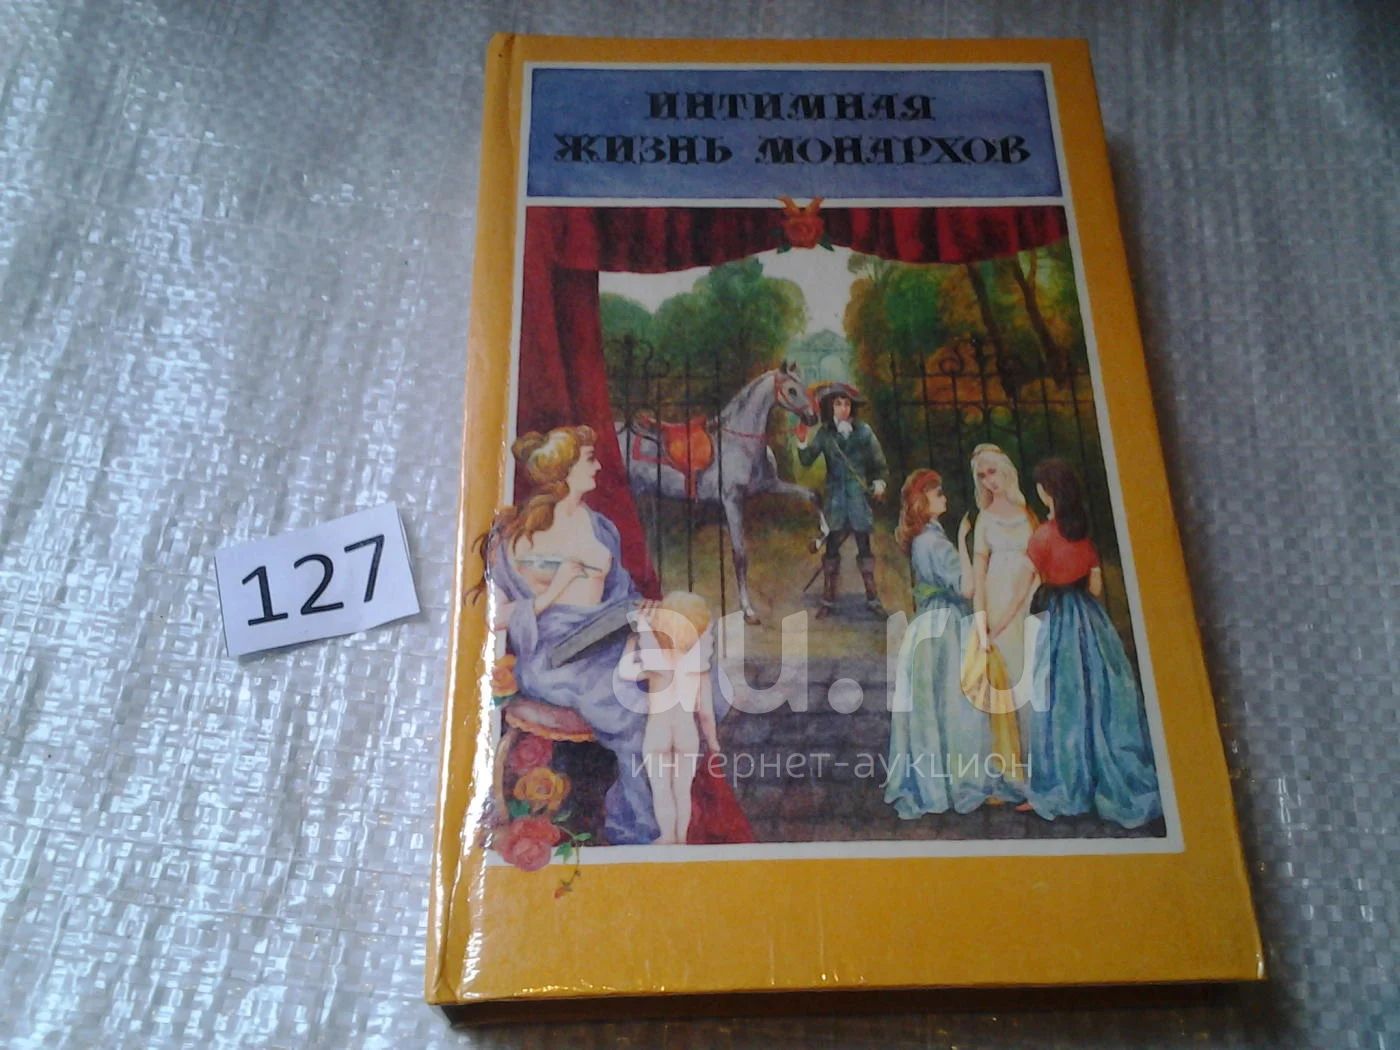 ИНТИМНАЯ
ЖИЗНЬ МОНАРХОВ
127
au.ru
интернет-аукцион